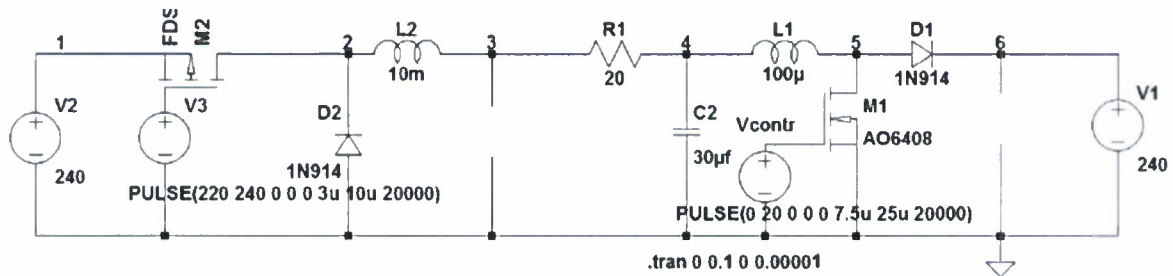 1
FDS
M2
2
L2
10m
3
R1
20
4
L1
100µ
5
D1
1N914
6
V2
240
V3
D2
1N914
C2
30µf
Vcontr
M1
AO6408
V1
240
PULSE(220 240 0 0 0 3u 10u 20000)
PULSE(0 20 0 0 0 7.5u 25u 20000)
.tran 0 0.1 0 0.00001